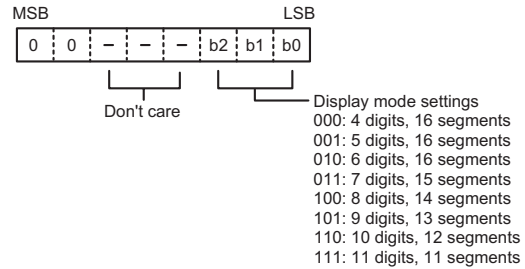 MSB LSB
0 0 – – – b2 b1 b0
Don't care
Display mode settings
000: 4 digits, 16 segments
001: 5 digits, 16 segments
010: 6 digits, 16 segments
011: 7 digits, 15 segments
100: 8 digits, 14 segments
101: 9 digits, 13 segments
110: 10 digits, 12 segments
111: 11 digits, 11 segments